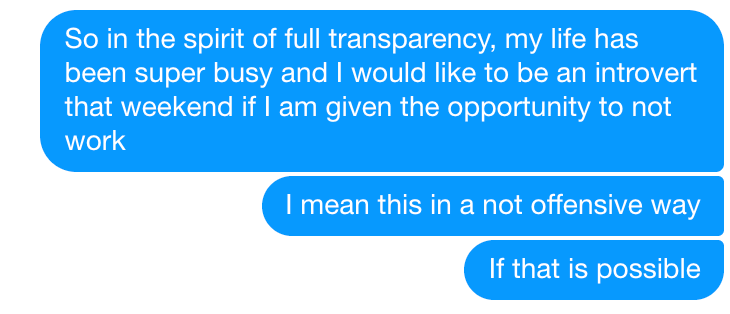 So in the spirit of full transparency, my life has
been super busy and I would like to be an introvert
that weekend if I am given the opportunity to not
work
I mean this in a not offensive way
If that is possible